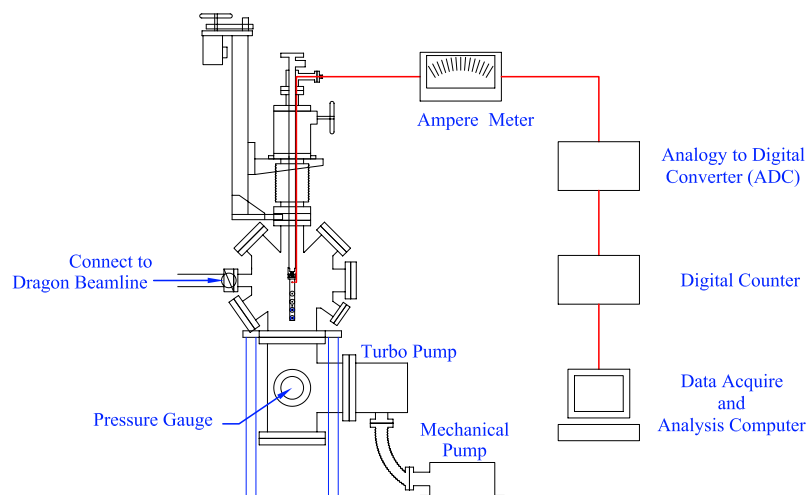 Ampere Meter
Analogy to Digital
Converter (ADC)
Connect to
Dragon Beamline
Digital Counter
Turbo Pump
Pressure Gauge
Mechanical
Pump
Data Acquire
and
Analysis Computer